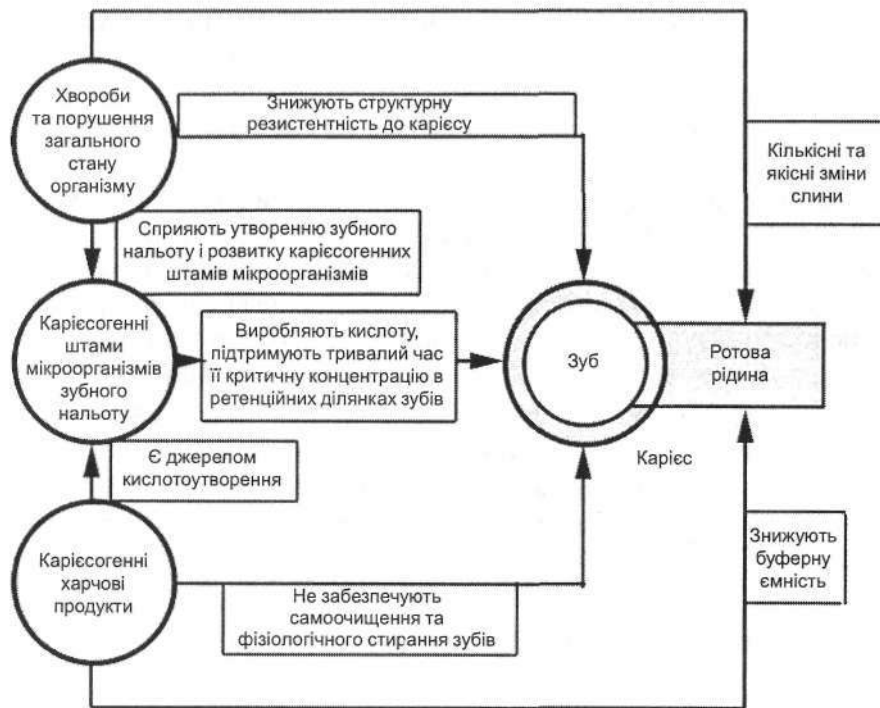 Хвороби
та порушення
загального
стану
організму
Знижують структурну
резистентність до карієсу
Кількісні та
якісні зміни
слини
Сприяють утворенню зубного
нальоту і розвитку карієсогенних
штамів мікроорганізмів
Карієсогенні
штами
мікроорганізмів
зубного
нальоту
Виробляють кислоту,
підтримують тривалий час
її критичну концентрацію в
ретенційних ділянках зубів
Зуб
Ротова
рідина
Карієс
Є джерелом
кислотоутворення
Карієсогенні
харчові
продукти
Не забезпечують
самоочищення та
фізіологічного стирання зубів
Знижують
буферну
ємність